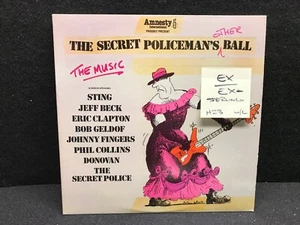 Amnesty
PROUDLY PRESENT
OTHER
THE SECRET POLICEMAN'S BALL
THE MUSIC
STING
JEFF BECK
ERIC CLAPTON
BOB GELDOF
JOHNNY FINGERS
PHIL COLLINS
DONOVAN
THE
SECRET POLICE
EX
EX+